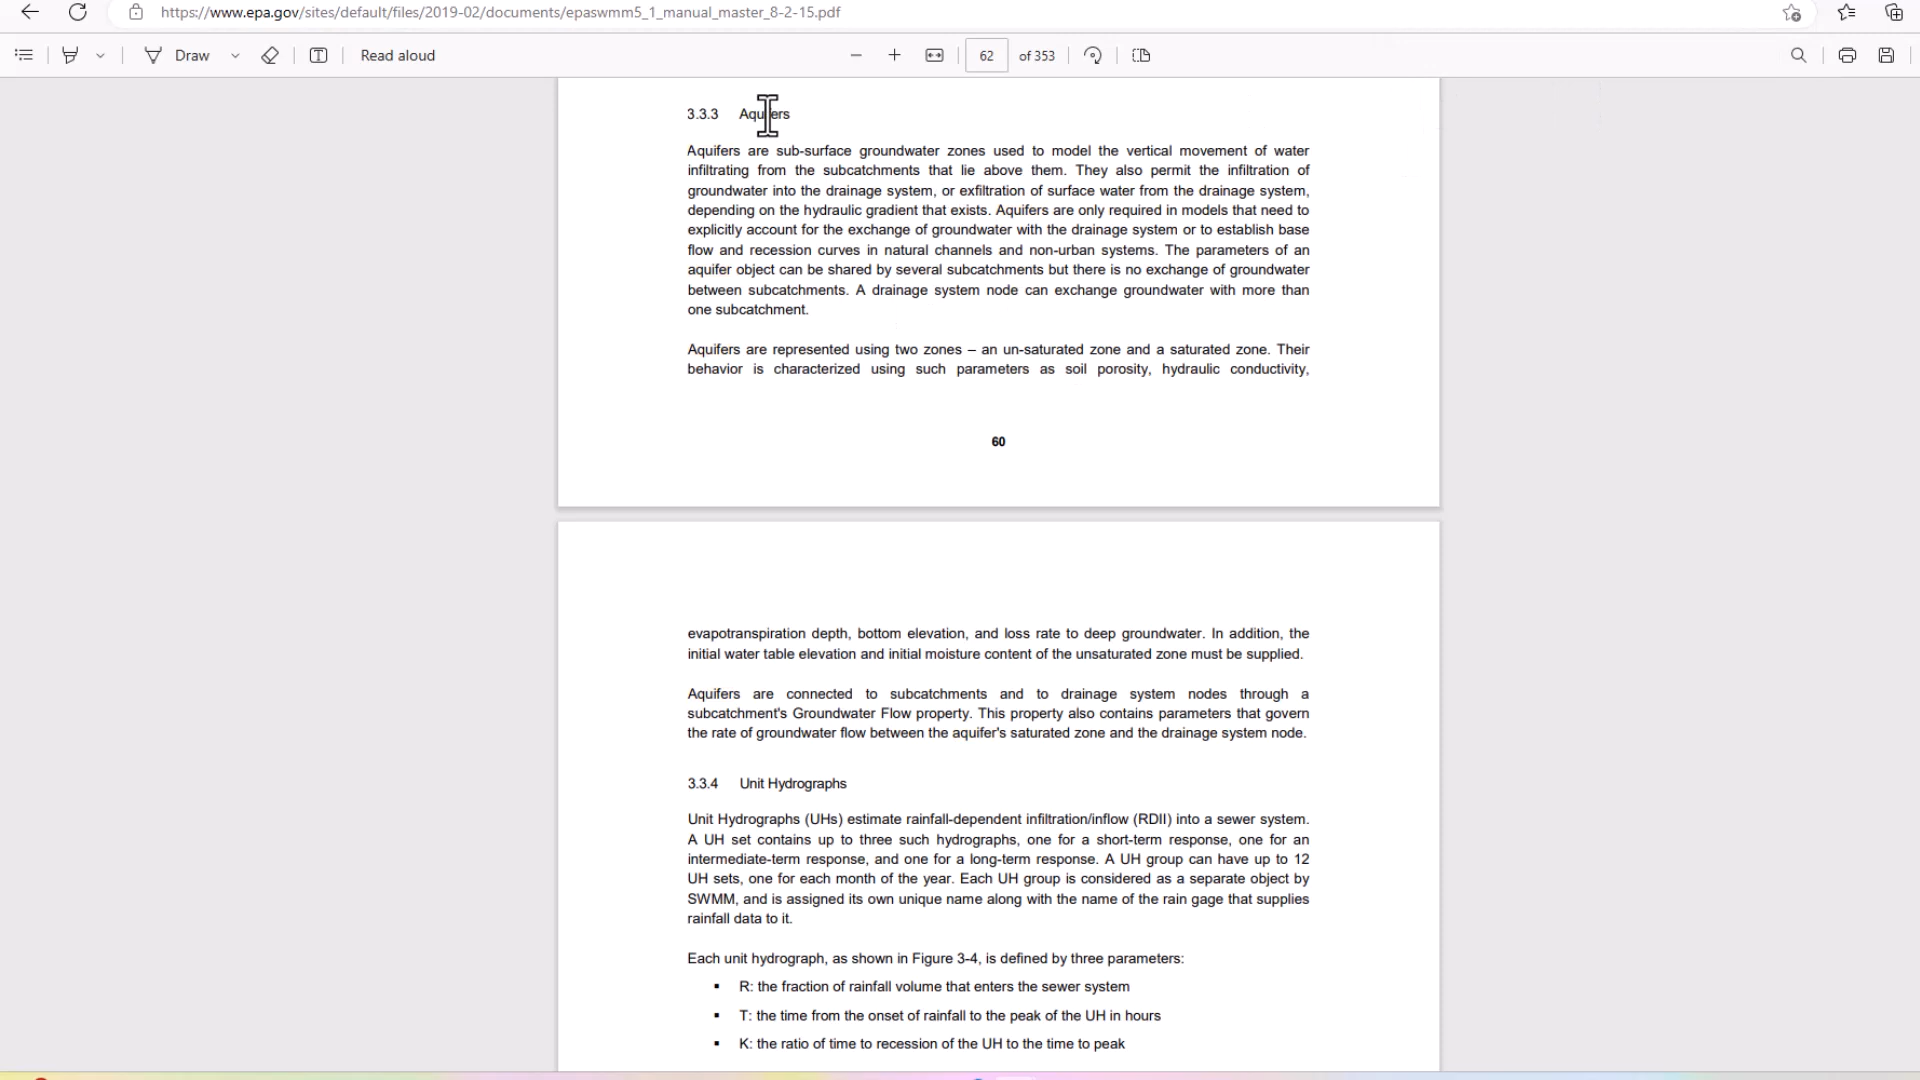 https://www.epa.gov/sites/default/files/2019-02/documents/epaswmm5_1_manual_master_8-2-15.pdf
Draw
Read aloud
62 of 353
3.3.3 Aquifers
Aquifers are sub-surface groundwater zones used to model the vertical movement of water
infiltrating from the subcatchments that lie above them. They also permit the infiltration of
groundwater into the drainage system, or exfiltration of surface water from the drainage system,
depending on the hydraulic gradient that exists. Aquifers are only required in models that need to
explicitly account for the exchange of groundwater with the drainage system or to establish base
flow and recession curves in natural channels and non-urban systems. The parameters of an
aquifer object can be shared by several subcatchments but there is no exchange of groundwater
between subcatchments. A drainage system node can exchange groundwater with more than
one subcatchment.
Aquifers are represented using two zones – an un-saturated zone and a saturated zone. Their
behavior is characterized using such parameters as soil porosity, hydraulic conductivity,
60
evapotranspiration depth, bottom elevation, and loss rate to deep groundwater. In addition, the
initial water table elevation and initial moisture content of the unsaturated zone must be supplied.
Aquifers are connected to subcatchments and to drainage system nodes through a
subcatchment's Groundwater Flow property. This property also contains parameters that govern
the rate of groundwater flow between the aquifer's saturated zone and the drainage system node.
3.3.4 Unit Hydrographs
Unit Hydrographs (UHs) estimate rainfall-dependent infiltration/inflow (RDII) into a sewer system.
A UH set contains up to three such hydrographs, one for a short-term response, one for an
intermediate-term response, and one for a long-term response. A UH group can have up to 12
UH sets, one for each month of the year. Each UH group is considered as a separate object by
SWMM, and is assigned its own unique name along with the name of the rain gage that supplies
rainfall data to it.
Each unit hydrograph, as shown in Figure 3-4, is defined by three parameters:
▪ R: the fraction of rainfall volume that enters the sewer system
▪ T: the time from the onset of rainfall to the peak of the UH in hours
▪ K: the ratio of time to recession of the UH to the time to peak